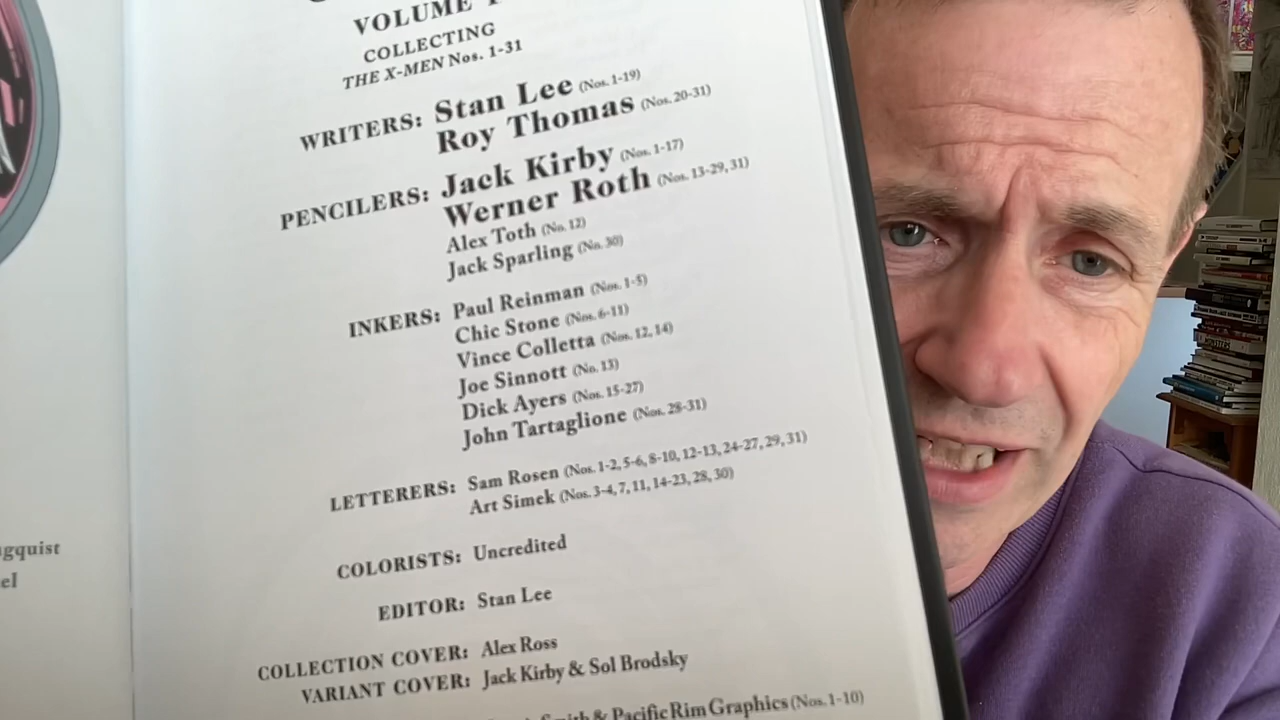 VOLUME 1
COLLECTING
THE X-MEN Nos. 1-31
WRITERS: Stan Lee (Nos. 1-19)
Roy Thomas (Nos. 20-31)
PENCILERS: Jack Kirby (Nos. 1-17)
Werner Roth (Nos. 13-29, 31)
Alex Toth (No. 12)
Jack Sparling (No. 30)
INKERS: Paul Reinman (Nos. 1-5)
Chic Stone (Nos. 6-11)
Vince Colletta (Nos. 12, 14)
Joe Sinnott (No. 13)
Dick Ayers (Nos. 15-27)
John Tartaglione (Nos. 28-31)
LETTERERS: Sam Rosen (Nos. 1-2, 5-6, 8-10, 12-13, 24-27, 29, 31)
Art Simek (Nos. 3-4, 7, 11, 14-23, 28, 30)
COLORISTS: Uncredited
EDITOR: Stan Lee
COLLECTION COVER: Alex Ross
VARIANT COVER: Jack Kirby & Sol Brodsky
& Pacific Rim Graphics (Nos. 1-10)